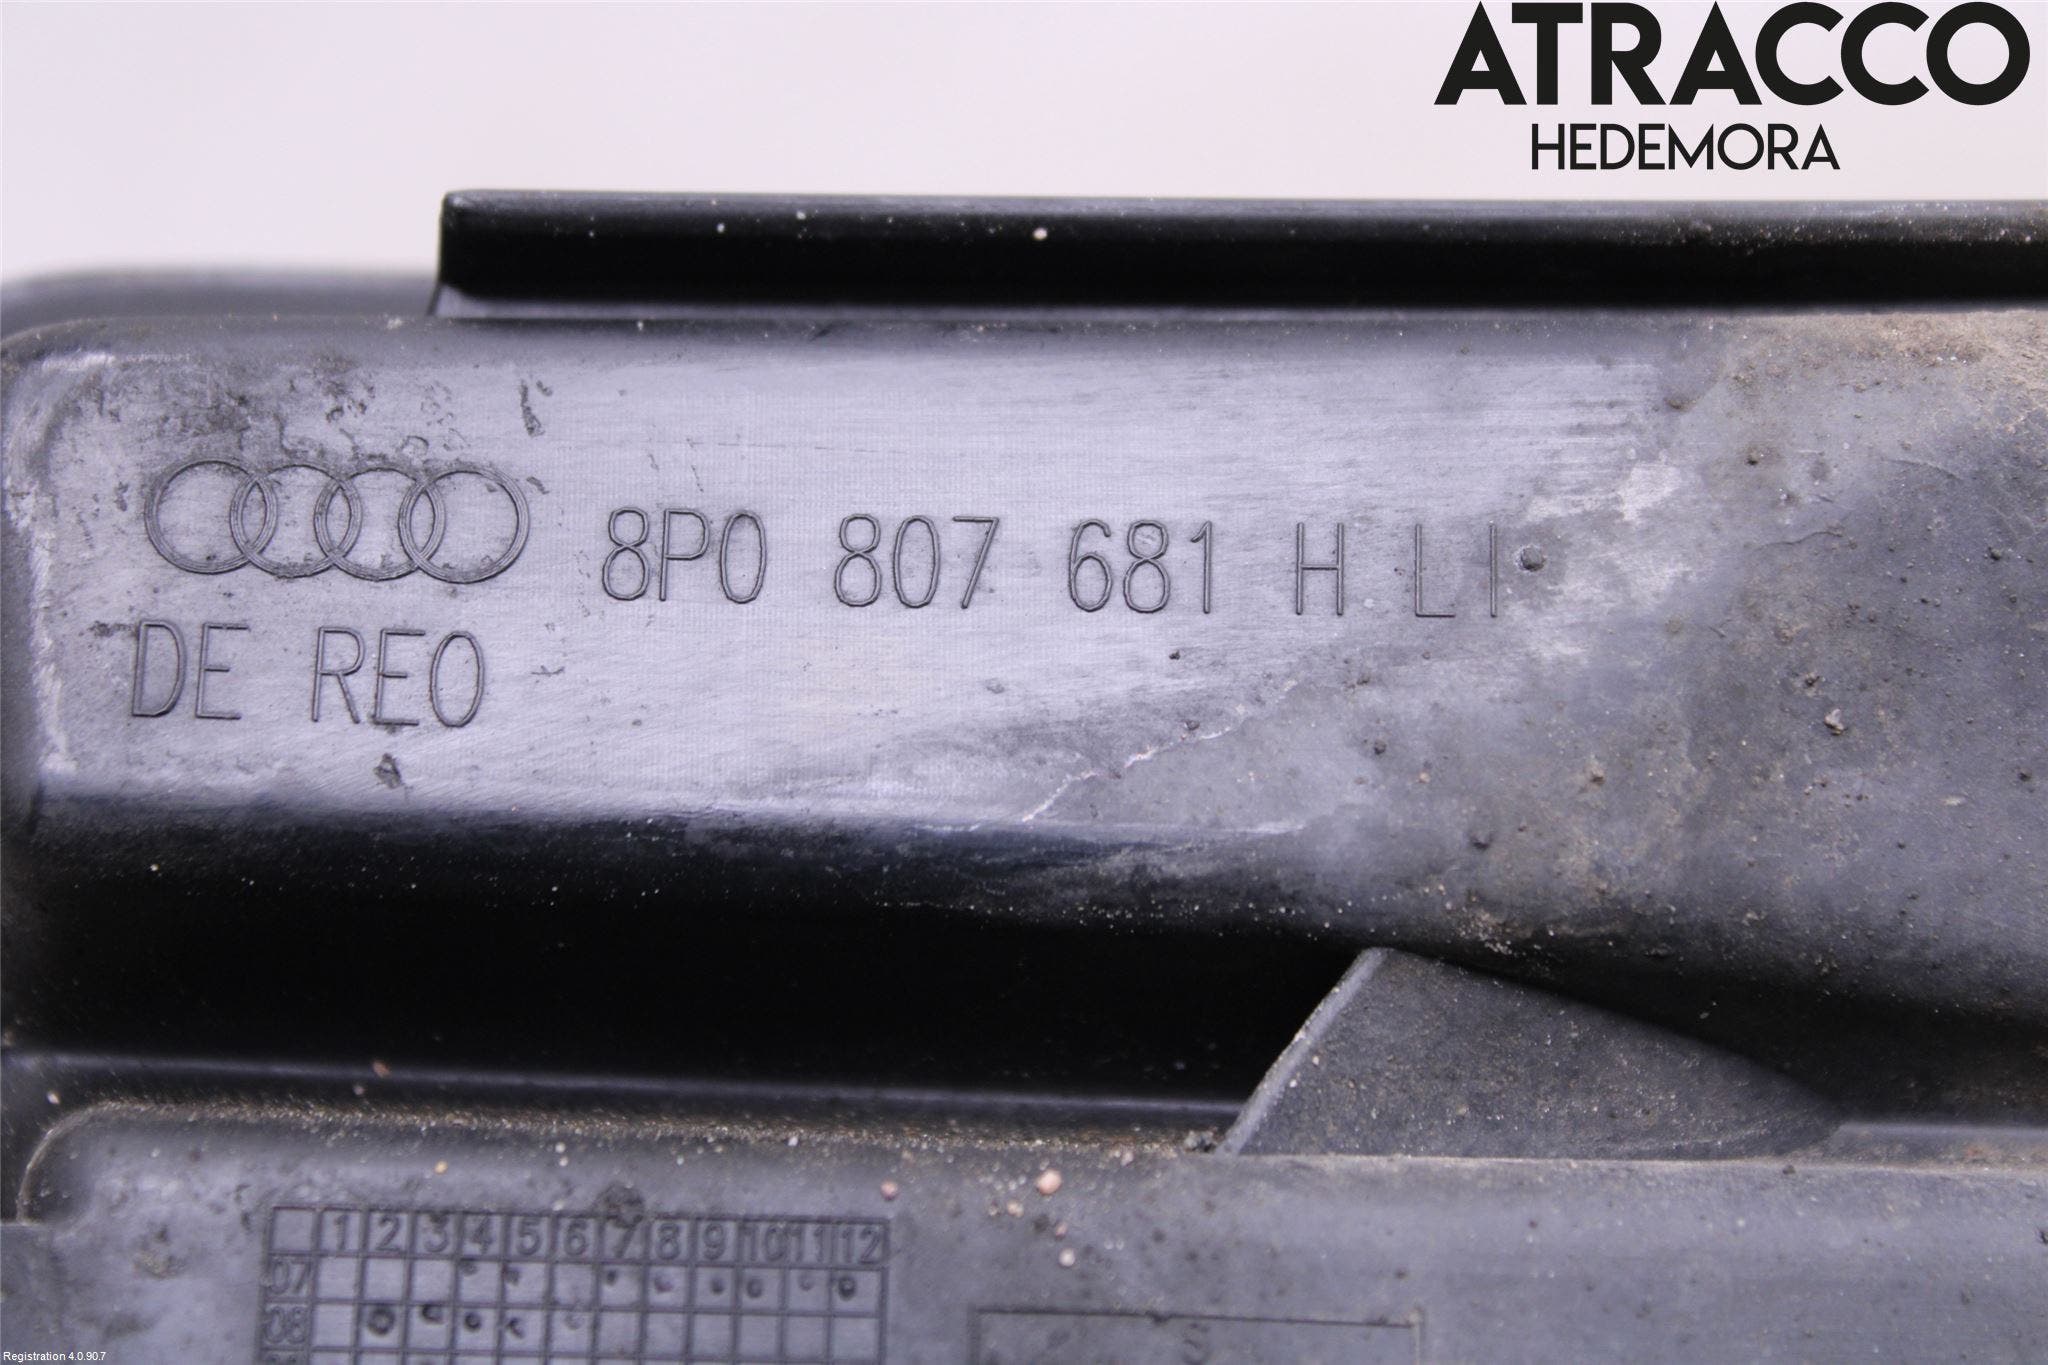 ATRACCO
HEDEMORA
8P0 807 681 H LI
DE REO
1 2 3 4 5 6 7 8 9 10 11 12
07
08
Registration 4.0.90.7